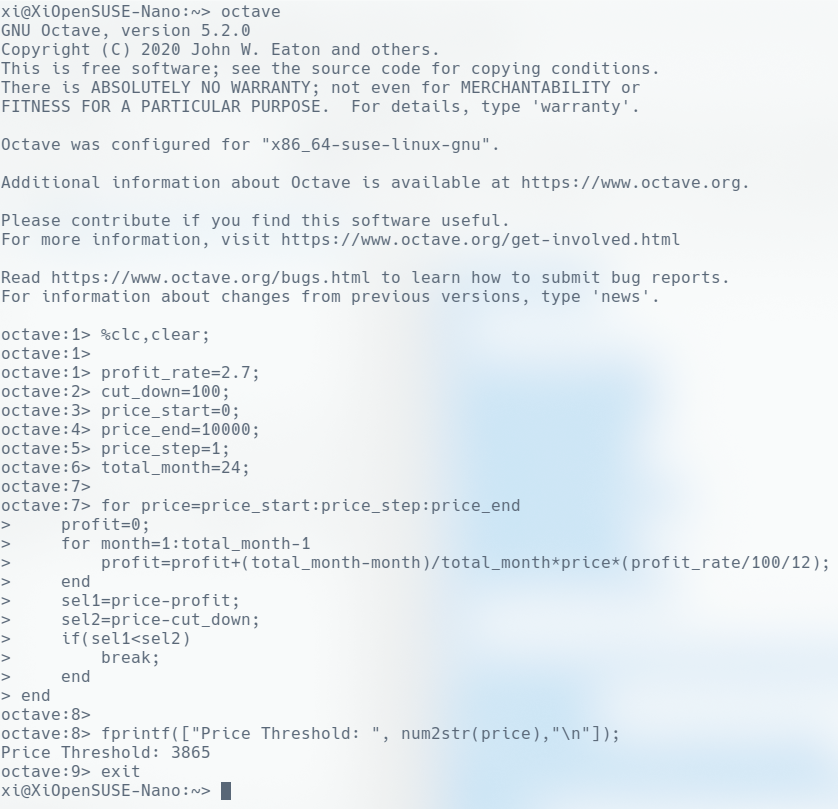 xi@XiOpenSUSE-Nano:~> octave
GNU Octave, version 5.2.0
Copyright (C) 2020 John W. Eaton and others.
This is free software; see the source code for copying conditions.
There is ABSOLUTELY NO WARRANTY; not even for MERCHANTABILITY or
FITNESS FOR A PARTICULAR PURPOSE.  For details, type 'warranty'.

Octave was configured for "x86_64-suse-linux-gnu".

Additional information about Octave is available at https://www.octave.org.

Please contribute if you find this software useful.
For more information, visit https://www.octave.org/get-involved.html

Read https://www.octave.org/bugs.html to learn how to submit bug reports.
For information about changes from previous versions, type 'news'.

octave:1> %clc,clear;
octave:1>
octave:1> profit_rate=2.7;
octave:2> cut_down=100;
octave:3> price_start=0;
octave:4> price_end=10000;
octave:5> price_step=1;
octave:6> total_month=24;
octave:7>
octave:7> for price=price_start:price_step:price_end
>     profit=0;
>     for month=1:total_month-1
>         profit=profit+(total_month-month)/total_month*price*(profit_rate/100/12);
>     end
>     sel1=price-profit;
>     sel2=price-cut_down;
>     if(sel1<sel2)
>         break;
>     end
> end
octave:8>
octave:8> fprintf(["Price Threshold: ", num2str(price),"\n"]);
Price Threshold: 3865
octave:9> exit
xi@XiOpenSUSE-Nano:~>